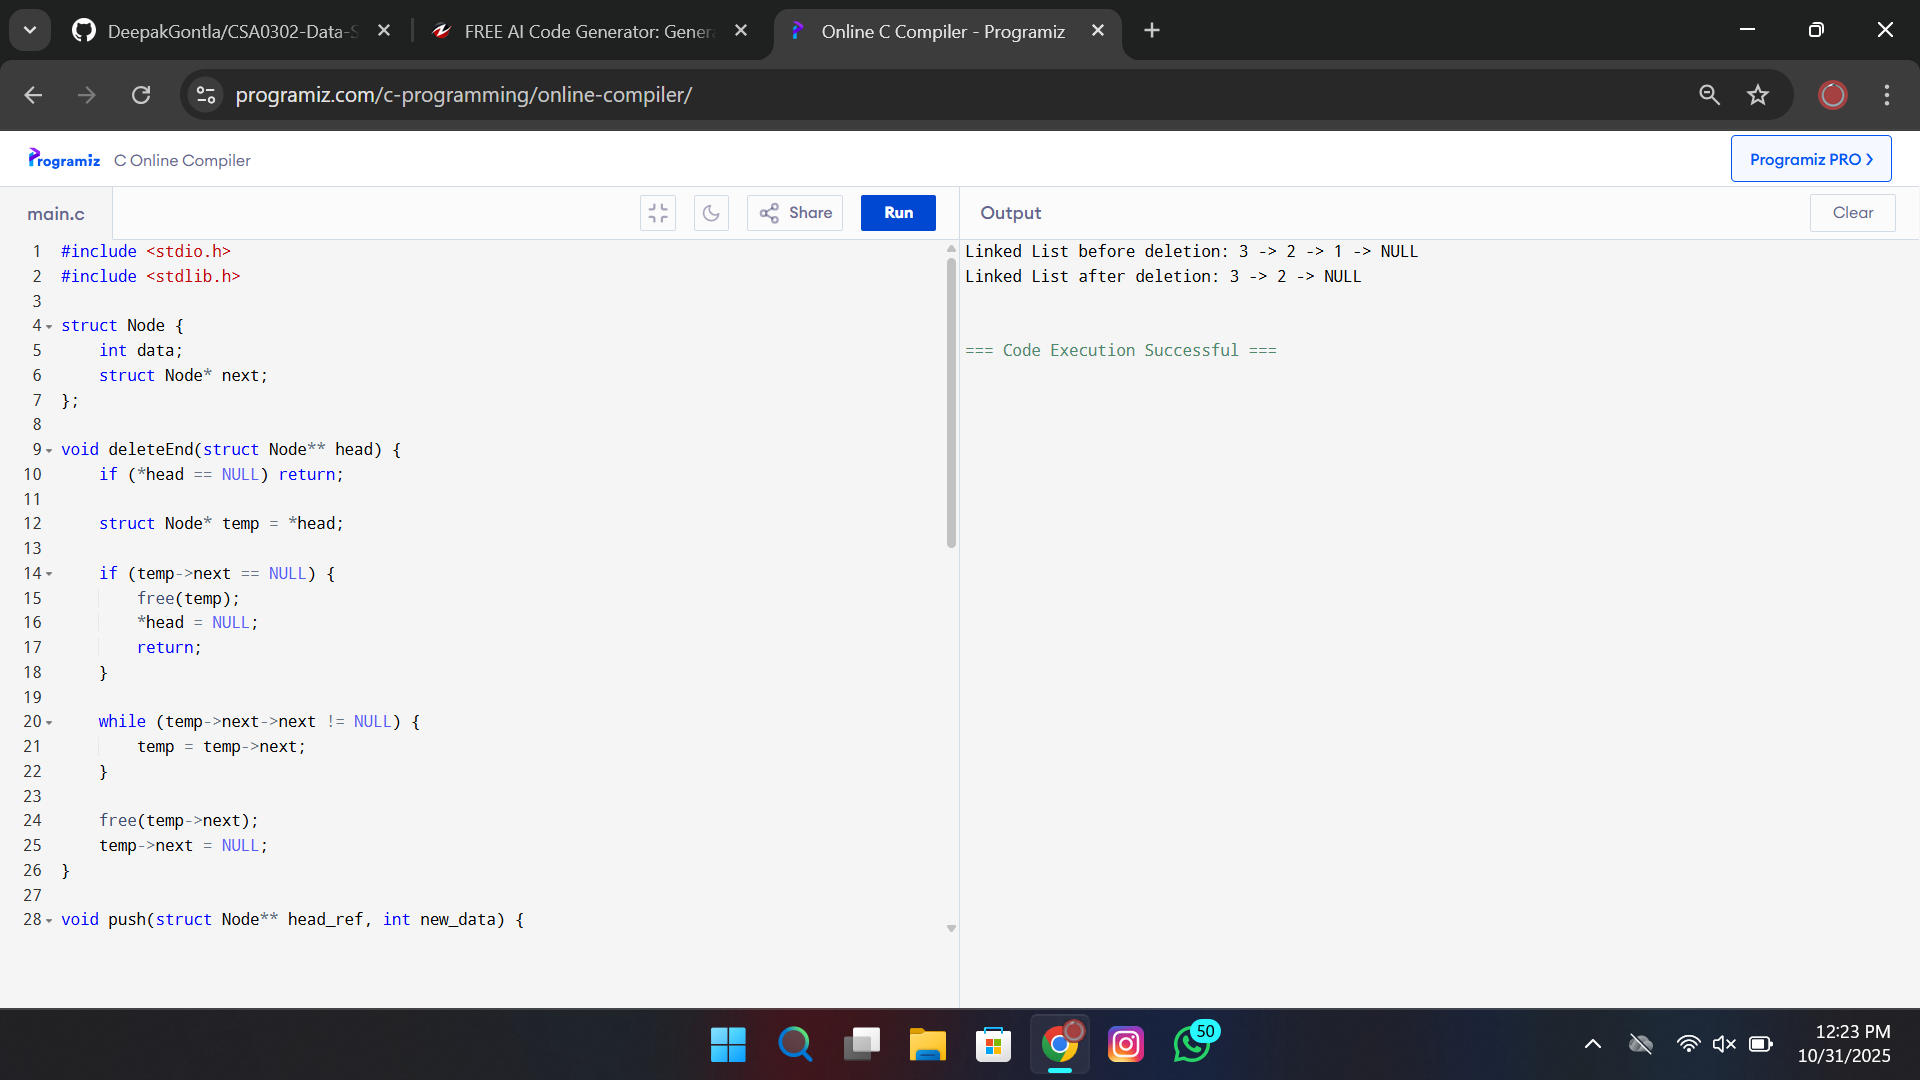 DeepakGontla/CSA0302-Data-S
FREE AI Code Generator: Genera
Online C Compiler - Programiz
programiz.com/c-programming/online-compiler/
Programiz C Online Compiler
Programiz PRO
main.c
Share
Run
Output
Clear
1 #include <stdio.h>
2 #include <stdlib.h>
3
4 struct Node {
5     int data;
6     struct Node* next;
7 };
8
9 void deleteEnd(struct Node** head) {
10     if (*head == NULL) return;
11
12     struct Node* temp = *head;
13
14     if (temp->next == NULL) {
15         free(temp);
16         *head = NULL;
17         return;
18     }
19
20     while (temp->next->next != NULL) {
21         temp = temp->next;
22     }
23
24     free(temp->next);
25     temp->next = NULL;
26 }
27
28 void push(struct Node** head_ref, int new_data) {
Linked List before deletion: 3 -> 2 -> 1 -> NULL
Linked List after deletion: 3 -> 2 -> NULL
=== Code Execution Successful ===
50
12:23 PM
10/31/2025